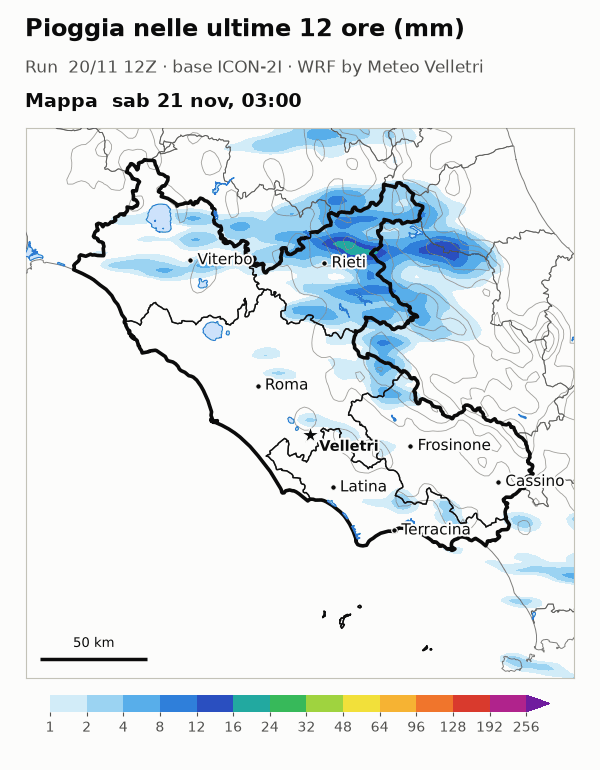 Pioggia nelle ultime 12 ore (mm)
Run  20/11 12Z · base ICON-2I · WRF by Meteo Velletri
Mappa  sab 21 nov, 03:00
Viterbo
Rieti
Roma
Velletri
Frosinone
Cassino
Latina
Terracina
50 km
1 2 4 8 12 16 24 32 48 64 96 128 192 256